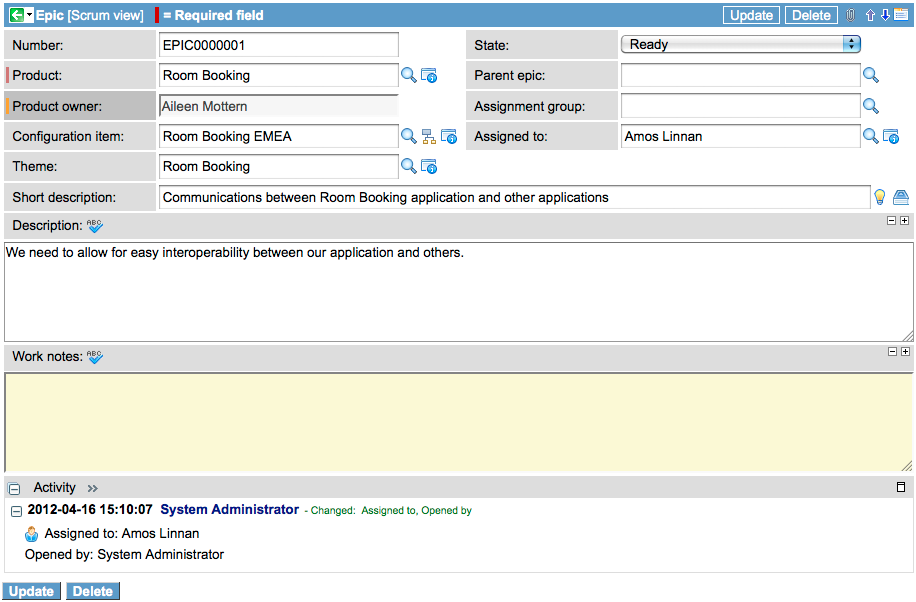 Epic [Scrum view] = Required field Update Delete
Number: EPIC0000001 State: Ready
Product: Room Booking Parent epic:
Product owner: Aileen Mottern Assignment group:
Configuration item: Room Booking EMEA Assigned to: Amos Linnan
Theme: Room Booking
Short description: Communications between Room Booking application and other applications
Description: ABC
We need to allow for easy interoperability between our application and others.
Work notes: ABC
Activity »
2012-04-16 15:10:07 System Administrator - Changed: Assigned to, Opened by
Assigned to: Amos Linnan
Opened by: System Administrator
Update Delete